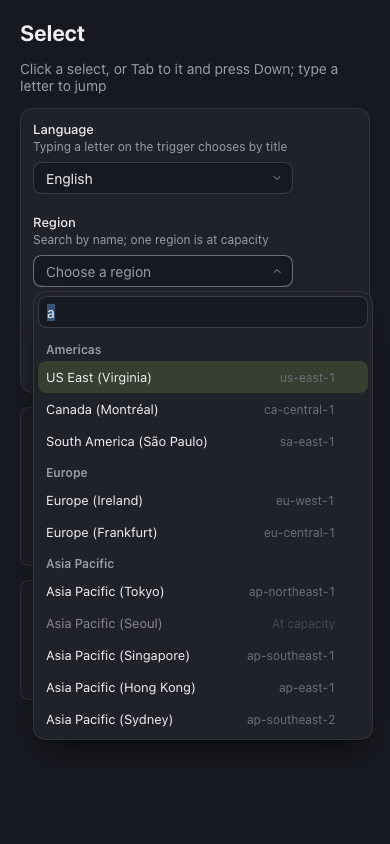 Select
Click a select, or Tab to it and press Down; type a
letter to jump
Language
Typing a letter on the trigger chooses by title
English
Region
Search by name; one region is at capacity
Choose a region
a
Americas
US East (Virginia) us-east-1
Canada (Montréal) ca-central-1
South America (São Paulo) sa-east-1
Europe
Europe (Ireland) eu-west-1
Europe (Frankfurt) eu-central-1
Asia Pacific
Asia Pacific (Tokyo) ap-northeast-1
Asia Pacific (Seoul) At capacity
Asia Pacific (Singapore) ap-southeast-1
Asia Pacific (Hong Kong) ap-east-1
Asia Pacific (Sydney) ap-southeast-2